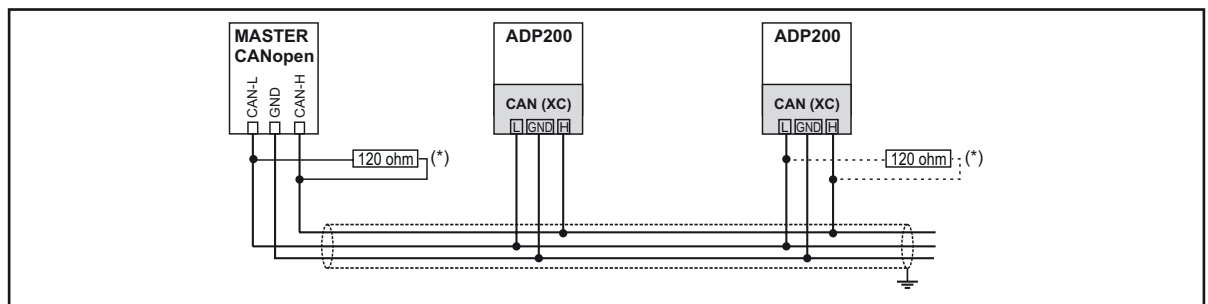 MASTER
CANopen
CAN-L
GND
CAN-H
120 ohm (*)
ADP200
CAN (XC)
L GND H
ADP200
CAN (XC)
L GND H
120 ohm (*)